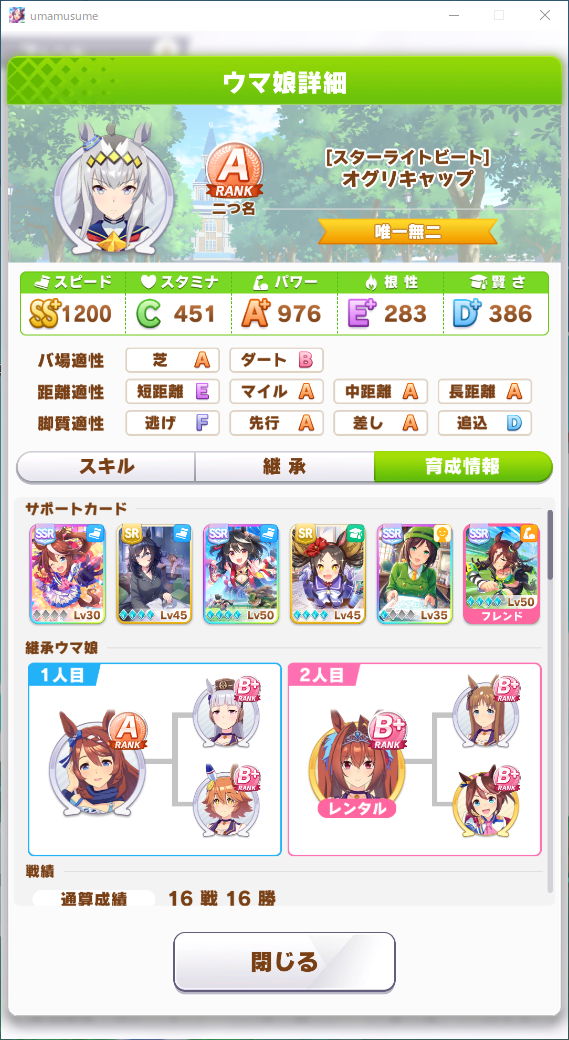 umamusume
ウマ娘詳細
A
RANK
二つ名
[スターライトビート]
オグリキャップ
唯一無二
スピード スタミナ パワー 根性 賢さ
SS+ 1200 C 451 A+ 976 E+ 283 D+ 386
バ場適性 芝 A ダート B
距離適性 短距離 E マイル A 中距離 A 長距離 A
脚質適性 逃げ F 先行 A 差し A 追込 D
スキル 継承 育成情報
サポートカード
SSR SR SSR SR SSR SSR
Lv30 Lv45 Lv50 Lv45 Lv35 Lv50
フレンド
継承ウマ娘
1人目 2人目
B+ RANK B+ RANK
A RANK B+ RANK
レンタル
B+ RANK B+ RANK
戦績
通算成績 16 戦 16 勝
閉じる